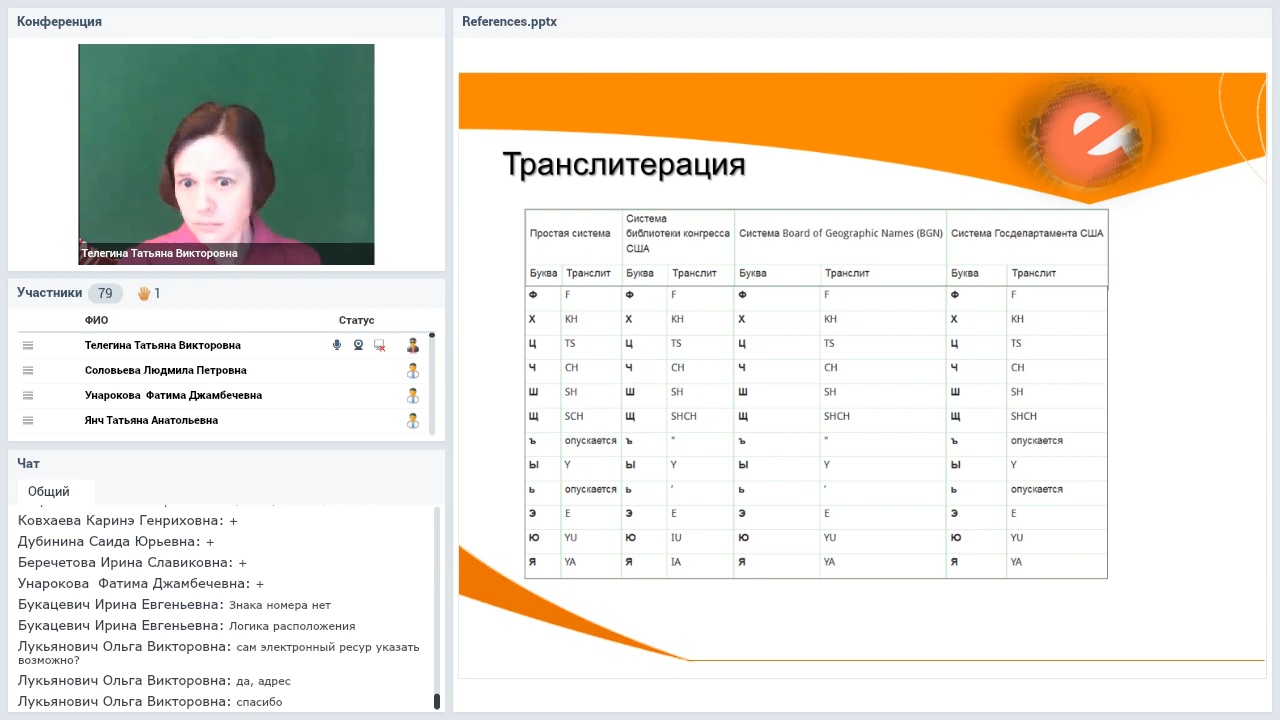 Конференция
Телегина Татьяна Викторовна
Участники 79 1
ФИО Статус
Телегина Татьяна Викторовна
Соловьева Людмила Петровна
Унарокова Фатима Джамбечевна
Янч Татьяна Анатольевна
Чат
Общий
Ковхаева Каринэ Генриховна: +
Дубинина Саида Юрьевна: +
Беречетова Ирина Славиковна: +
Унарокова Фатима Джамбечевна: +
Букацевич Ирина Евгеньевна: Знака номера нет
Букацевич Ирина Евгеньевна: Логика расположения
Лукьянович Ольга Викторовна: сам электронный ресур указать
возможно?
Лукьянович Ольга Викторовна: да, адрес
Лукьянович Ольга Викторовна: спасибо
References.pptx
Транслитерация
Простая система Система библиотеки конгресса США Система Board of Geographic Names (BGN) Система Госдепартамента США
Буква Транслит Буква Транслит Буква Транслит Буква Транслит
Ф F Ф F Ф F Ф F
Х KH Х KH Х KH Х KH
Ц TS Ц TS Ц TS Ц TS
Ч CH Ч CH Ч CH Ч CH
Ш SH Ш SH Ш SH Ш SH
Щ SCH Щ SHCH Щ SHCH Щ SHCH
ъ опускается ъ " ъ " ъ опускается
Ы Y Ы Y Ы Y Ы Y
ь опускается ь ' ь ' ь опускается
Э E Э E Э E Э E
Ю YU Ю IU Ю YU Ю YU
Я YA Я IA Я YA Я YA